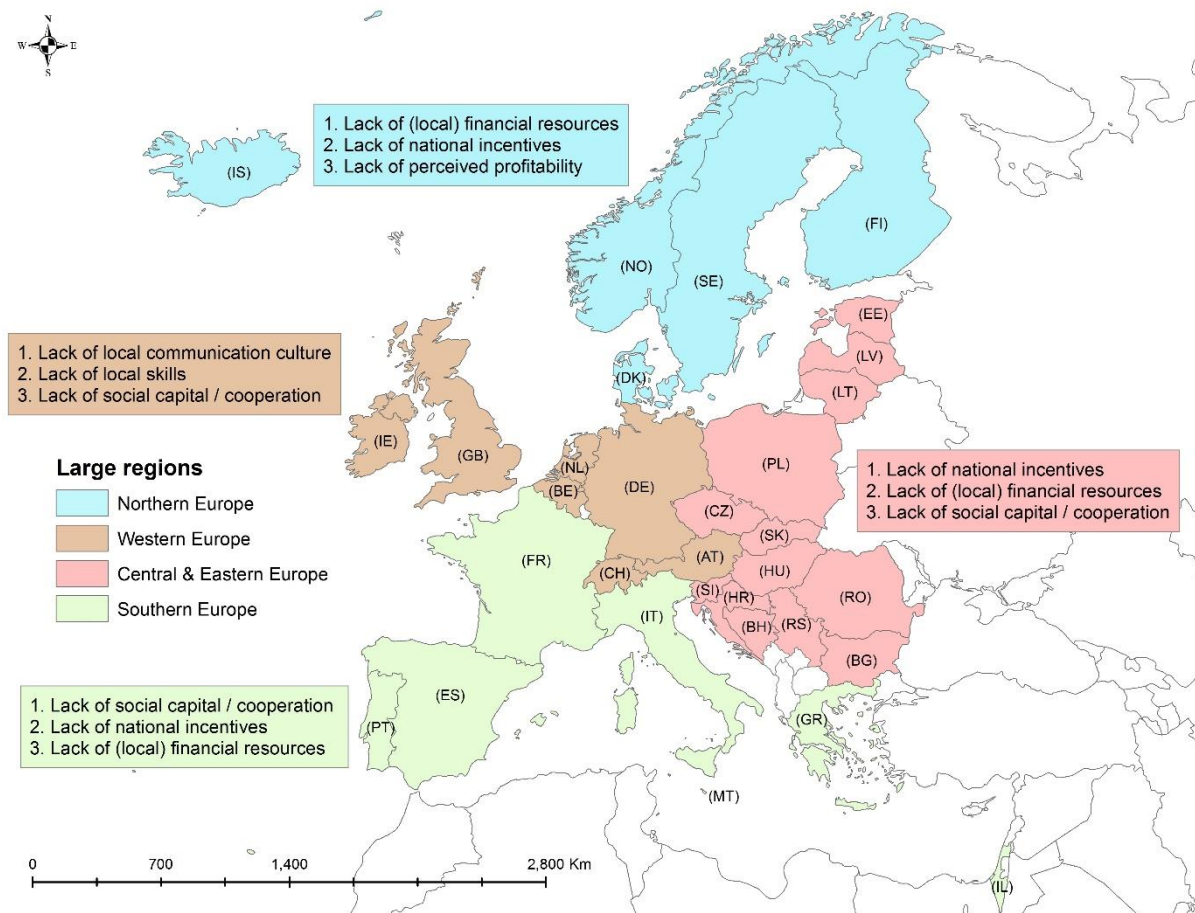 N
W E
S
1. Lack of (local) financial resources
2. Lack of national incentives
3. Lack of perceived profitability
(IS)
(FI)
(NO)
(SE)
(EE)
(LV)
(DK)
(LT)
1. Lack of local communication culture
2. Lack of local skills
3. Lack of social capital / cooperation
(IE)
(GB)
(NL)
(BE)
(DE)
(PL)
(CZ)
(SK)
1. Lack of national incentives
2. Lack of (local) financial resources
3. Lack of social capital / cooperation
Large regions
Northern Europe
Western Europe
Central & Eastern Europe
Southern Europe
(FR)
(CH)
(AT)
(HU)
(SI)
(HR)
(RO)
(IT)
(BH)
(RS)
(BG)
1. Lack of social capital / cooperation
2. Lack of national incentives
3. Lack of (local) financial resources
(PT)
(ES)
(GR)
(MT)
(IL)
0 700 1,400 2,800 Km